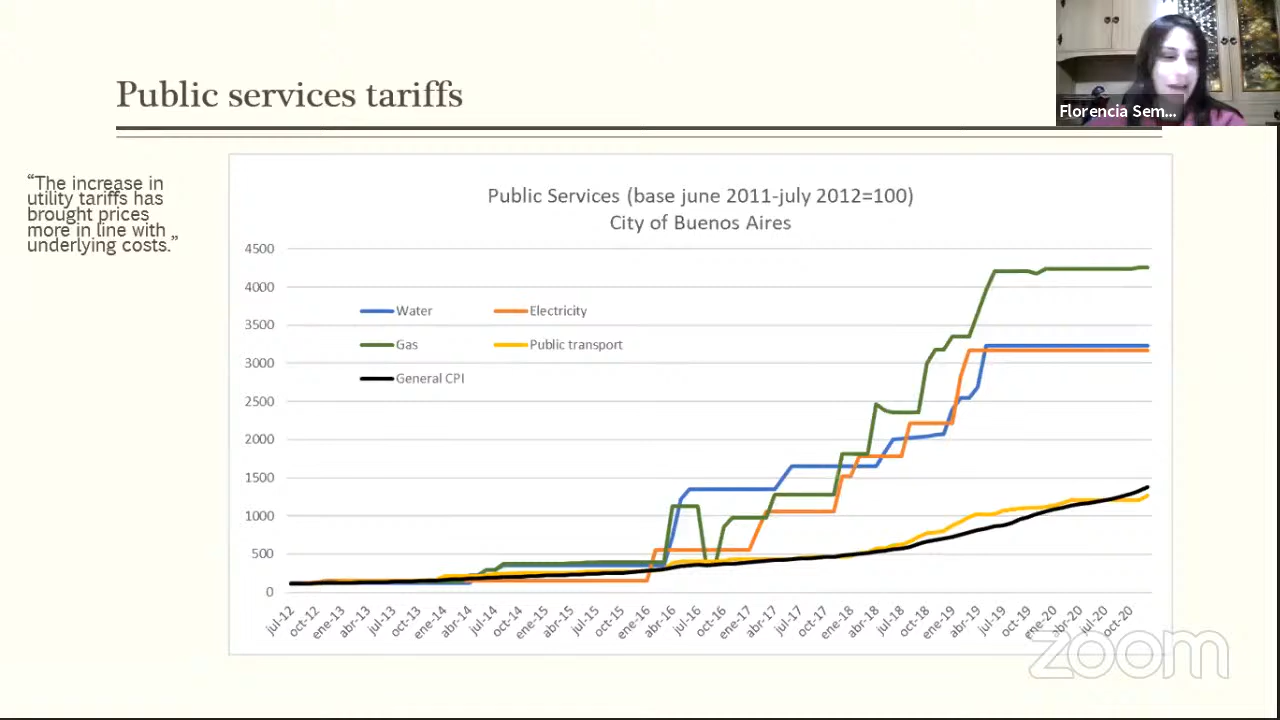 Public services tariffs
Florencia Sem...
“The increase in
utility tariffs has
brought prices
more in line with
underlying costs.”
Public Services (base june 2011-july 2012=100)
City of Buenos Aires
4500
4000
3500
3000
2500
2000
1500
1000
500
0
Water
Electricity
Gas
Public transport
General CPI
jul-12
oct-12
ene-13
abr-13
jul-13
oct-13
ene-14
abr-14
jul-14
oct-14
ene-15
abr-15
jul-15
oct-15
ene-16
abr-16
jul-16
oct-16
ene-17
abr-17
jul-17
oct-17
ene-18
abr-18
jul-18
oct-18
ene-19
abr-19
jul-19
oct-19
ene-20
abr-20
jul-20
oct-20
zoom